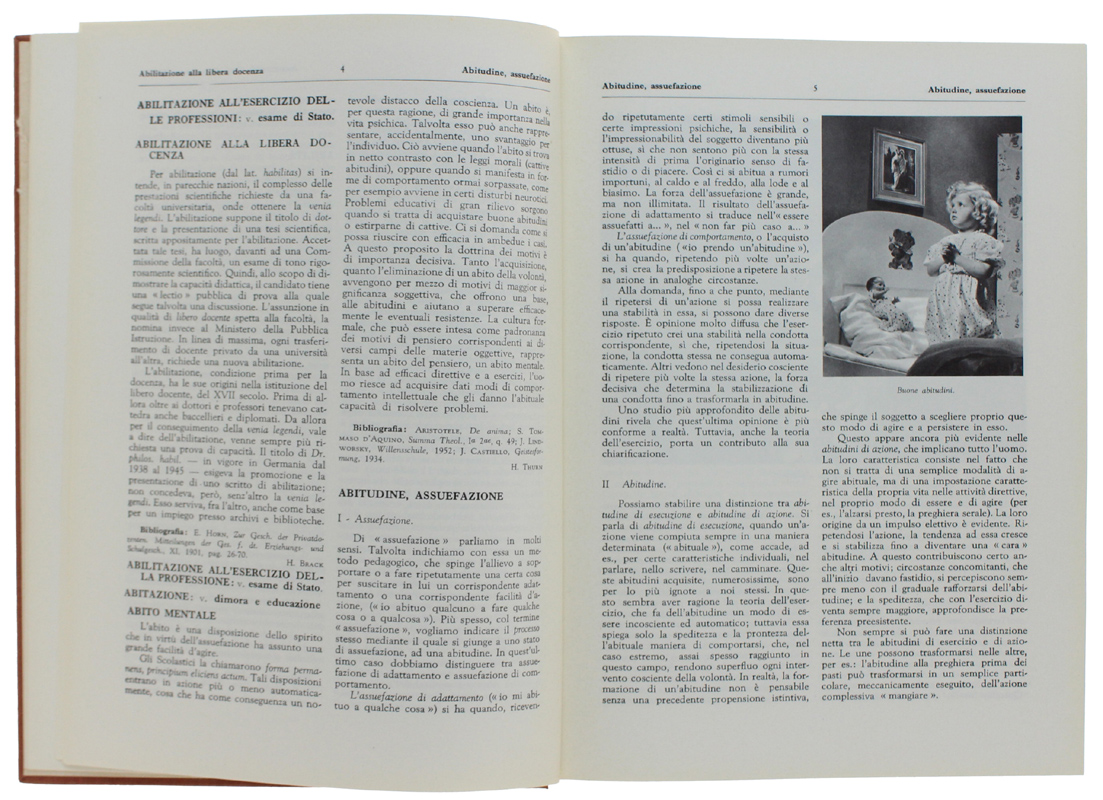 Abilitazione alla libera docenza
4
Abitudine, assuefazione
ABILITAZIONE ALL'ESERCIZIO DEL-
LE PROFESSIONI: v. esame di Stato.
ABILITAZIONE ALLA LIBERA DO-
CENZA
Per abilitazione (dal lat. habilitas) si in-
tende, in parecchie nazioni, il complesso delle
prestazioni scientifiche richieste da una fa-
coltà universitaria, onde ottenere la venia
legendi. L'abilitazione suppone il titolo di dot-
tore e la presentazione di una tesi scientifica,
scritta appositamente per l'abilitazione. Accet-
tata tale tesi, ha luogo, davanti ad una Com-
missione della facoltà, un esame di tono rigo-
rosamente scientifico. Quindi, allo scopo di di-
mostrare la capacità didattica, il candidato tiene
una «lectio» pubblica di prova alla quale
segue talvolta una discussione. L'assunzione in
qualità di libero docente spetta alla facoltà, la
nomina invece al Ministero della Pubblica
Istruzione. In linea di massima, ogni trasferi-
mento di docente privato da una università
all'altra, richiede una nuova abilitazione.
L'abilitazione, condizione prima per la
docenza, ha le sue origini nella istituzione del
libero docente, del XVII secolo. Prima di al-
lora oltre ai dottori e professori tenevano cat-
tedra anche baccellieri e diplomati. Da allora
per il conseguimento della venia legendi, vale
a dire dell'abilitazione, venne sempre più ri-
chiesta una prova di capacità. Il titolo di Dr.
philos. habil. — in vigore in Germania dal
1938 al 1945 — esigeva la promozione e la
presentazione di uno scritto di abilitazione;
non concedeva, però, senz'altro la venia le-
gendi. Esso serviva, fra l'altro, anche come base
per un impiego presso archivi e biblioteche.
Bibliografia: E. HORN, Zur Gesch. der Privatdo-
zenten. Mitteilungen der Ges. f. dt. Erziehungs- und
Schulgesch., XI, 1901, pag. 26-70.
H. BRACK
ABILITAZIONE ALL'ESERCIZIO DEL-
LA PROFESSIONE: v. esame di Stato.
ABITAZIONE: v. dimora e educazione
ABITO MENTALE
L'abito è una disposizione dello spirito
che in virtù dell'assuefazione ha assunto una
grande facilità d'agire.
Gli Scolastici la chiamarono forma perma-
nens, principium eliciens actum. Tali disposizioni
entrano in azione più o meno automatica-
mente, cosa che ha come conseguenza un no-
tevole distacco della coscienza. Un abito è,
per questa ragione, di grande importanza nella
vita psichica. Talvolta esso può anche rappre-
sentare, accidentalmente, uno svantaggio per
l'individuo. Ciò avviene quando l'abito si trova
in netto contrasto con le leggi morali (cattive
abitudini), oppure quando si manifesta in for-
me di comportamento ormai sorpassate, come
per esempio avviene in certi disturbi neurotici.
Problemi educativi di gran rilievo sorgono
quando si tratta di acquistare buone abitudini
o estirparne di cattive. Ci si domanda come si
possa riuscire con efficacia in ambedue i casi.
A questo proposito la dottrina dei motivi è
di importanza decisiva. Tanto l'acquisizione,
quanto l'eliminazione di un abito della volontà,
avvengono per mezzo di motivi di maggior si-
gnificanza soggettiva, che offrono una base
alle abitudini e aiutano a superare efficace-
mente le eventuali resistenze. La cultura for-
male, che può essere intesa come padronanza
dei motivi di pensiero corrispondenti ai di-
versi campi delle materie oggettive, rappre-
senta un abito del pensiero, un abito mentale.
In base ad efficaci direttive e a esercizi, l'uo-
mo riesce ad acquisire dati modi di compor-
tamento intellettuale che gli danno l'abituale
capacità di risolvere problemi.
Bibliografia: ARISTOTELE, De anima; S. TOM-
MASO D'AQUINO, Summa Theol., Iª 2ªᵉ, q. 49; J. LIND-
WORSKY, Willensschule, 1952; J. CASTIELLO, Geistesfor-
mung, 1934.
H. THURN
ABITUDINE, ASSUEFAZIONE
I - Assuefazione.
Di «assuefazione» parliamo in molti
sensi. Talvolta indichiamo con essa un me-
todo pedagogico, che spinge l'allievo a sop-
portare o a fare ripetutamente una certa cosa
per suscitare in lui un corrispondente adat-
tamento o una corrispondente facilità d'a-
zione, («io abituo qualcuno a fare qualche
cosa o a qualcosa»). Più spesso, col termine
«assuefazione», vogliamo indicare il processo
stesso mediante il quale si giunge a uno stato
di assuefazione, ad una abitudine. In quest'ul-
timo caso dobbiamo distinguere tra assue-
fazione di adattamento e assuefazione di com-
portamento.
L'assuefazione di adattamento («io mi abi-
tuo a qualche cosa») si ha quando, riceven-
Abitudine, assuefazione
5
Abitudine, assuefazione
do ripetutamente certi stimoli sensibili o
certe impressioni psichiche, la sensibilità o
l'impressionabilità del soggetto diventano più
ottuse, sì che non sentono più con la stessa
intensità di prima l'originario senso di fa-
stidio o di piacere. Così ci si abitua a rumori
importuni, al caldo e al freddo, alla lode e al
biasimo. La forza dell'assuefazione è grande,
ma non illimitata. Il risultato dell'assuefa-
zione di adattamento si traduce nell'«essere
assuefatti a...», nel «non far più caso a...»
L'assuefazione di comportamento, o l'acquisto
di un'abitudine («io prendo un'abitudine»),
si ha quando, ripetendo più volte un'azio-
ne, si crea la predisposizione a ripetere la stes-
sa azione in analoghe circostanze.
Alla domanda, fino a che punto, mediante
il ripetersi di un'azione si possa realizzare
una stabilità in essa, si possono dare diverse
risposte. È opinione molto diffusa che l'eser-
cizio ripetuto crei una stabilità nella condotta
corrispondente, sì che, ripetendosi la situa-
zione, la condotta stessa ne consegua automa-
ticamente. Altri vedono nel desiderio cosciente
di ripetere più volte la stessa azione, la forza
decisiva che determina la stabilizzazione di
una condotta fino a trasformarla in abitudine.
Uno studio più approfondito delle abitu-
dini rivela che quest'ultima opinione è più
conforme a realtà. Tuttavia, anche la teoria
dell'esercizio, porta un contributo alla sua
chiarificazione.
II Abitudine.
Possiamo stabilire una distinzione tra abi-
tudine di esecuzione e abitudine di azione. Si
parla di abitudine di esecuzione, quando un'a-
zione viene compiuta sempre in una maniera
determinata («abituale»), come accade, ad
es., per certe caratteristiche individuali, nel
parlare, nello scrivere, nel camminare. Que-
ste abitudini acquisite, numerosissime, sono
per lo più ignote a noi stessi. In que-
sto sembra aver ragione la teoria dell'eser-
cizio, che fa dell'abitudine un modo di es-
sere incosciente ed automatico; tuttavia essa
spiega solo la speditezza e la prontezza del-
l'abituale maniera di comportarsi, che, nel
caso estremo, assai spesso raggiunto in
questo campo, rendono superfluo ogni inter-
vento cosciente della volontà. In realtà, la for-
mazione di un'abitudine non è pensabile
senza una precedente propensione istintiva,
Buone abitudini.
che spinge il soggetto a scegliere proprio que-
sto modo di agire e a persistere in esso.
Questo appare ancora più evidente nelle
abitudini di azione, che implicano tutto l'uomo.
La loro caratteristica consiste nel fatto che
non si tratta di una semplice modalità di a-
gire abituale, ma di una impostazione caratte-
ristica della propria vita nelle attività direttive,
nel proprio modo di essere e di agire (per
es., l'alzarsi presto, la preghiera serale). La loro
origine da un impulso elettivo è evidente. Ri-
petendosi l'azione, la tendenza ad essa cresce
e si stabilizza fino a diventare una «cara»
abitudine. A questo contribuiscono certo an-
che altri motivi; circostanze concomitanti, che
all'inizio davano fastidio, si percepiscono sem-
pre meno con il graduale rafforzarsi dell'abi-
tudine; e la speditezza, che con l'esercizio di-
venta sempre maggiore, approfondisce la pre-
ferenza preesistente.
Non sempre si può fare una distinzione
netta tra le abitudini di esercizio e di azio-
ne. Le une possono trasformarsi nelle altre,
per es.: l'abitudine alla preghiera prima dei
pasti può trasformarsi in un semplice parti-
colare, meccanicamente eseguito, dell'azione
complessiva «mangiare».